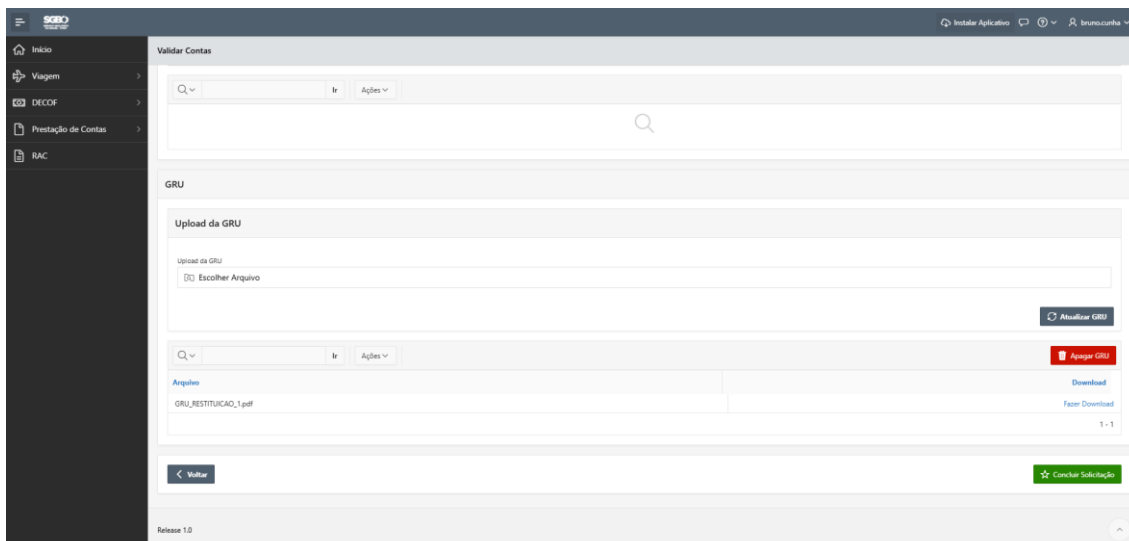 SGBO
Instalar Aplicativo
bruno.cunha
Início
Viagem
DECOF
Prestação de Contas
RAC
Validar Contas
Ir
Ações
GRU
Upload da GRU
Upload da GRU
Escolher Arquivo
Atualizar GRU
Ir
Ações
Apagar GRU
Arquivo
Download
GRU_RESTITUICAO_1.pdf
Fazer Download
1 - 1
Voltar
Concluir Solicitação
Release 1.0